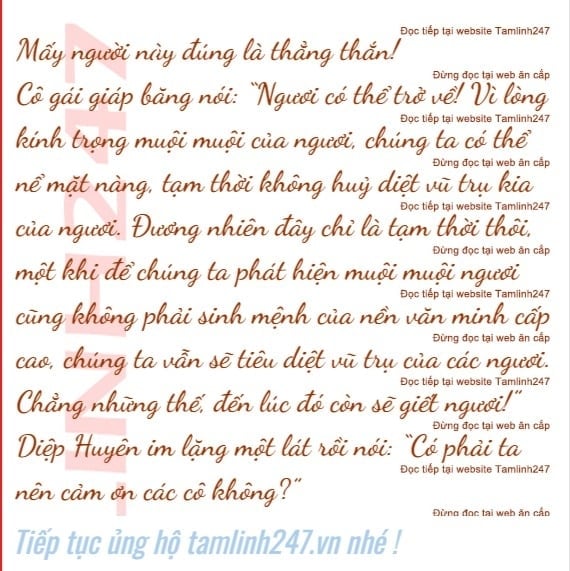 Đọc tiếp tại website Tamlinh247
Mấy người này đúng là thẳng thắn!
Đừng đọc tại web ăn cắp
Cô gái giáp băng nói: “Ngươi có thể trở về! Vì lòng
Đọc tiếp tại website Tamlinh247
kính trọng muội muội của ngươi, chúng ta có thể
Đừng đọc tại web ăn cắp
nể mặt nàng, tạm thời không huỷ diệt vũ trụ kia
Đọc tiếp tại website Tamlinh247
của ngươi. Đương nhiên đây chỉ là tạm thời thôi,
Đừng đọc tại web ăn cắp
một khi để chúng ta phát hiện muội muội ngươi
Đọc tiếp tại website Tamlinh247
cũng không phải sinh mệnh của nền văn minh cấp
Đừng đọc tại web ăn cắp
cao, chúng ta vẫn sẽ tiêu diệt vũ trụ của các ngươi.
Đọc tiếp tại website Tamlinh247
Chẳng những thế, đến lúc đó còn sẽ giết ngươi!”
Đừng đọc tại web ăn cắp
Diệp Huyên im lặng một lát rồi nói: “Có phải ta
Đọc tiếp tại website Tamlinh247
nên cảm ơn các cô không?”
Đừng đọc tại web ăn cắp
-INH247
Tiếp tục ủng hộ tamlinh247.vn nhé !